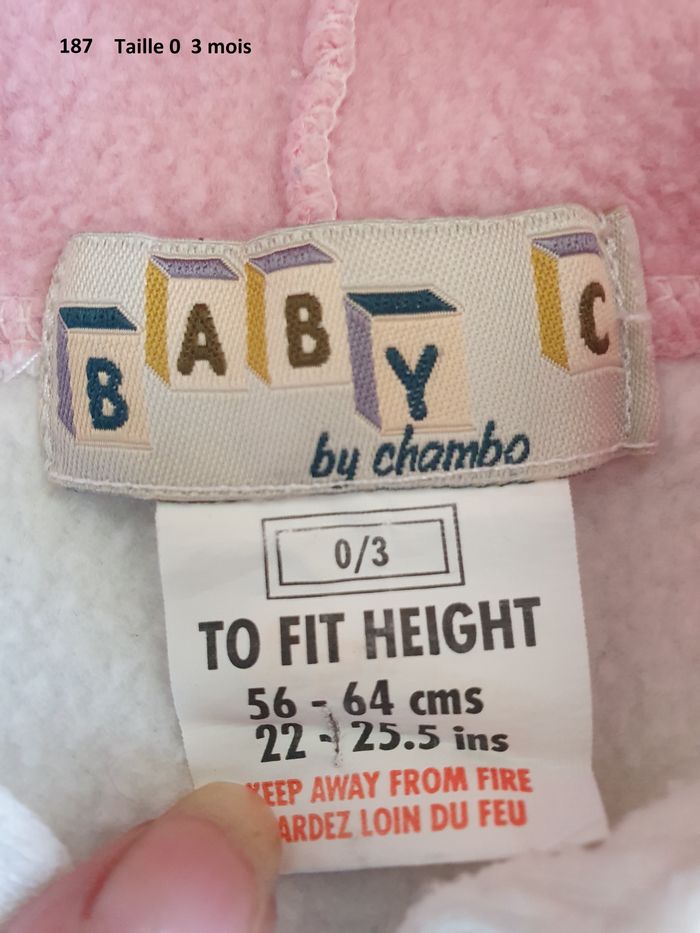 187 Taille 0 3 mois
BABY C
by chambo
0/3
TO FIT HEIGHT
56 - 64 cms
22 - 25.5 ins
EEP AWAY FROM FIRE
ARDEZ LOIN DU FEU